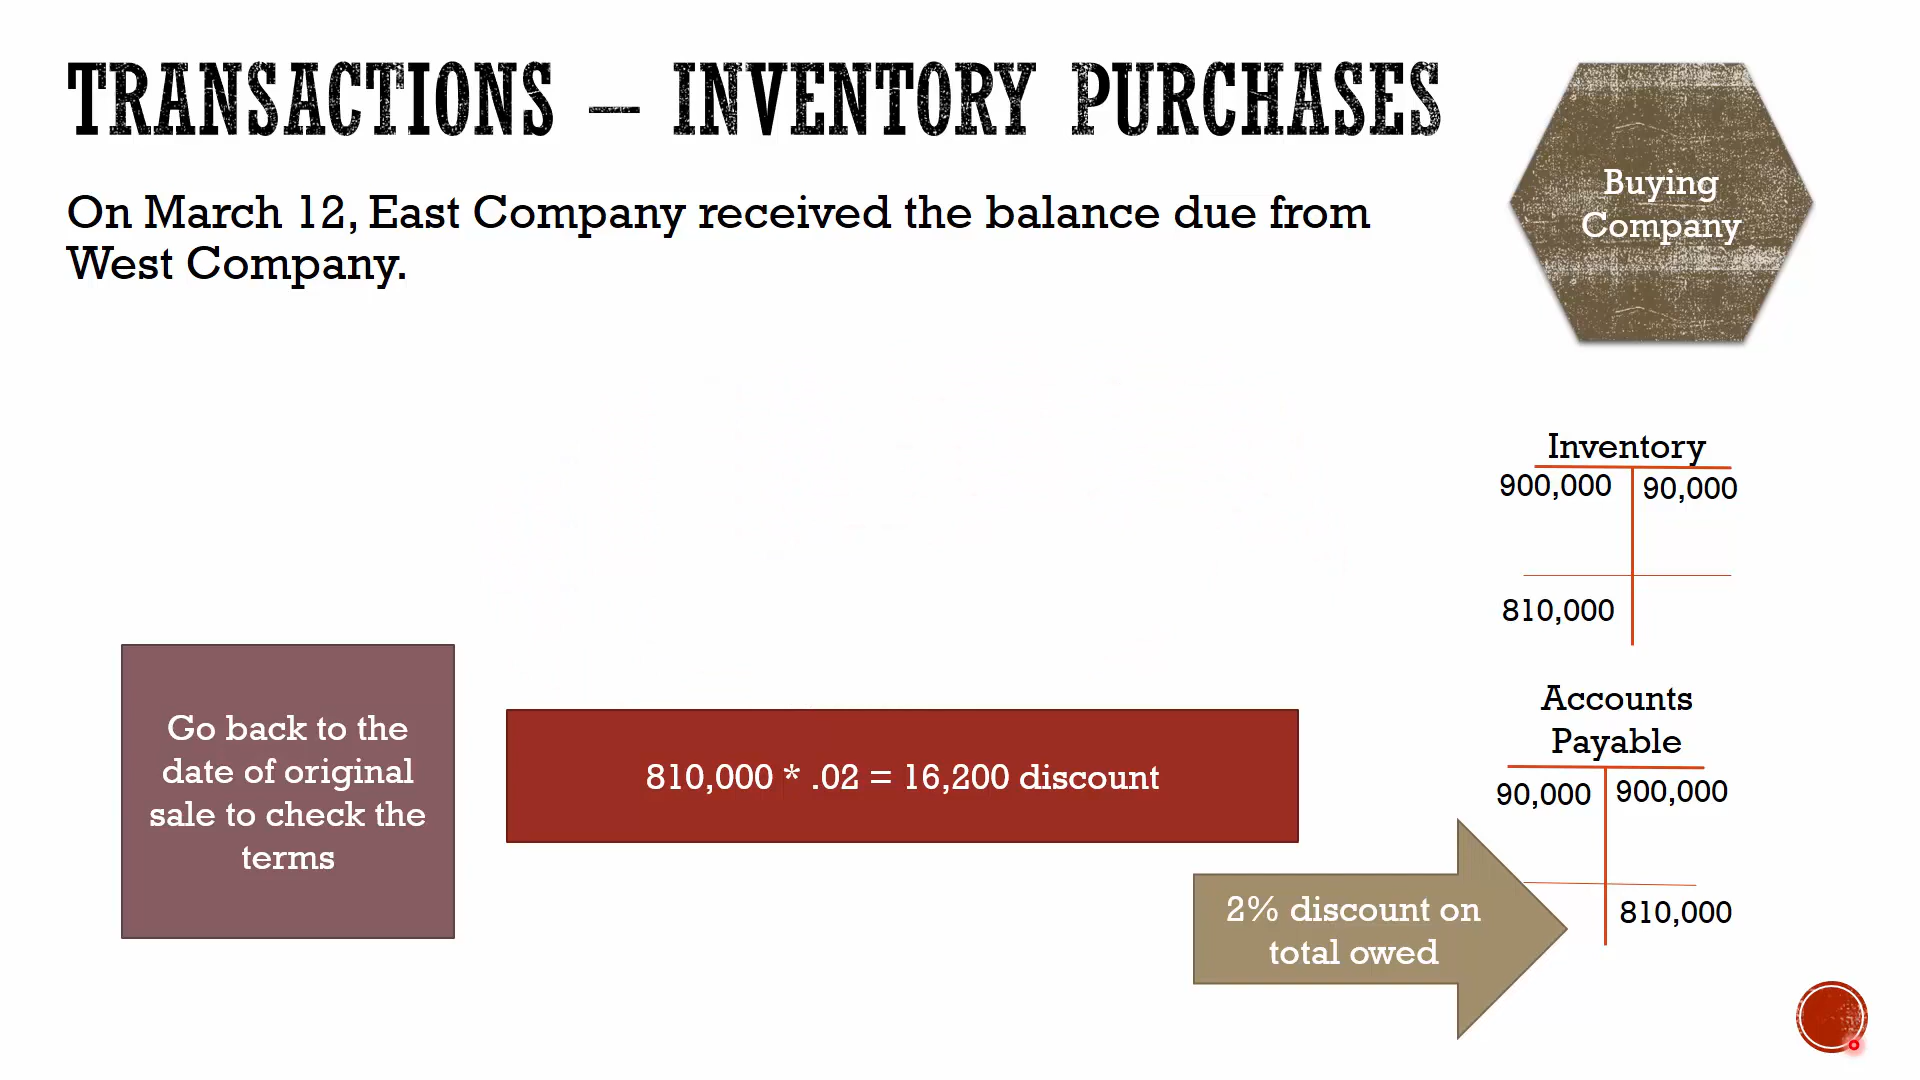 TRANSACTIONS – INVENTORY PURCHASES
On March 12, East Company received the balance due from
West Company.
Buying
Company
Inventory
900,000 90,000
810,000
Go back to the
date of original
sale to check the
terms
810,000 * .02 = 16,200 discount
Accounts
Payable
90,000 900,000
810,000
2% discount on
total owed